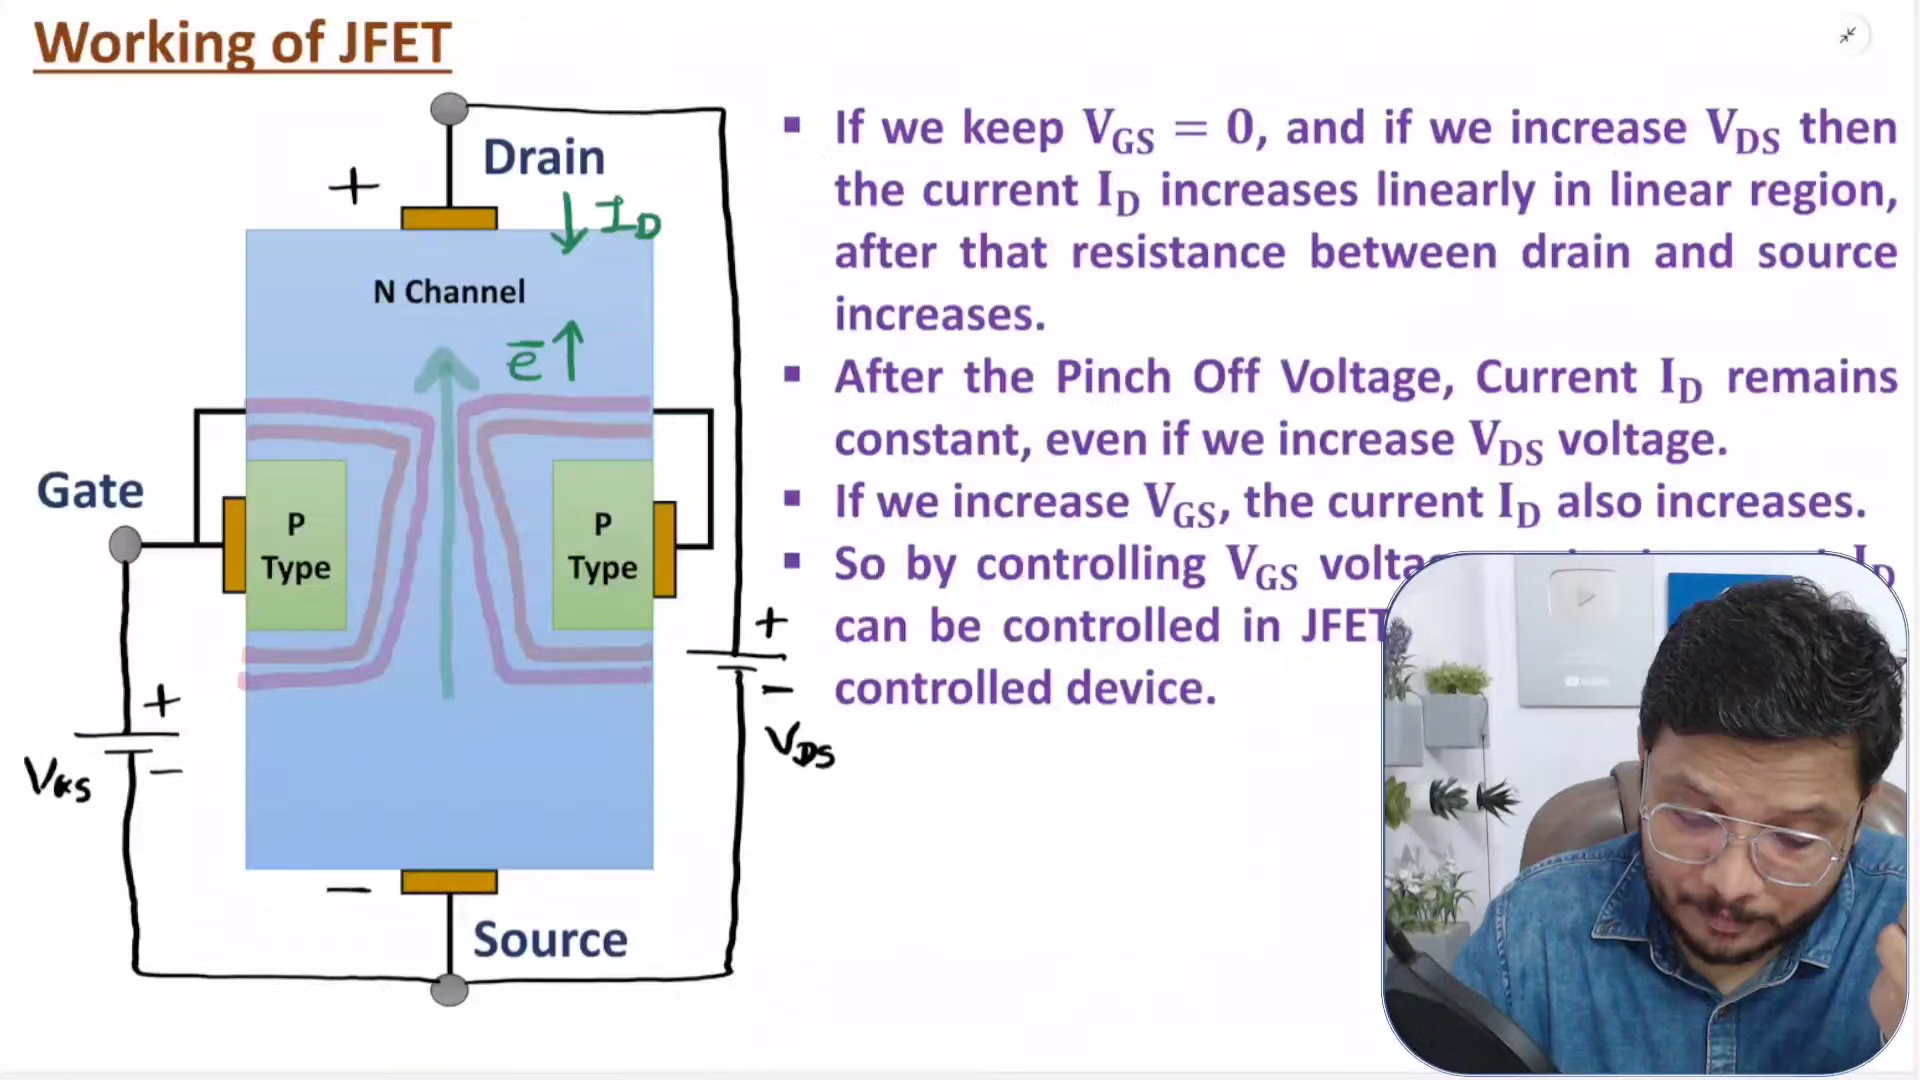 Working of JFET
Drain
+
↓ I_D
N Channel
e̅ ↑
Gate
P
Type
P
Type
+
−
V_GS
+
−
V_DS
−
Source
▪ If we keep V_GS = 0, and if we increase V_DS then
the current I_D increases linearly in linear region,
after that resistance between drain and source
increases.
▪ After the Pinch Off Voltage, Current I_D remains
constant, even if we increase V_DS voltage.
▪ If we increase V_GS, the current I_D also increases.
▪ So by controlling V_GS I_D
can be controlled in JFET
controlled device.